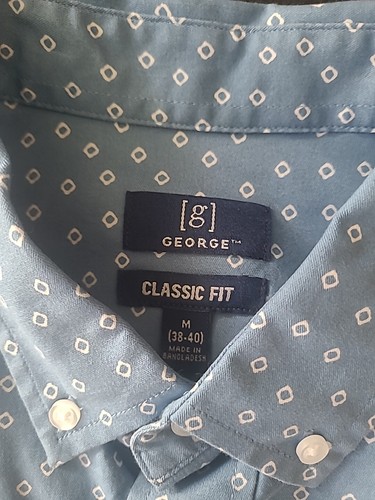 [g]
GEORGE™
CLASSIC FIT
M
(38-40)
MADE IN
BANGLADESH